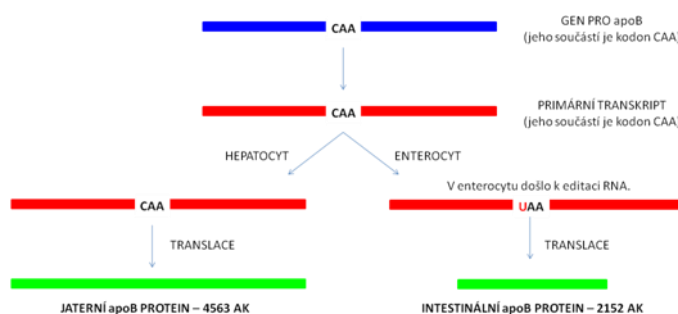 CAA
GEN PRO apoB
(jeho součástí je kodon CAA)
CAA
PRIMÁRNÍ TRANSKRIPT
(jeho součástí je kodon CAA)
HEPATOCYT
ENTEROCYT
V enterocytu došlo k editaci RNA.
CAA
UAA
TRANSLACE
TRANSLACE
JATERNÍ apoB PROTEIN – 4563 AK
INTESTINÁLNÍ apoB PROTEIN – 2152 AK